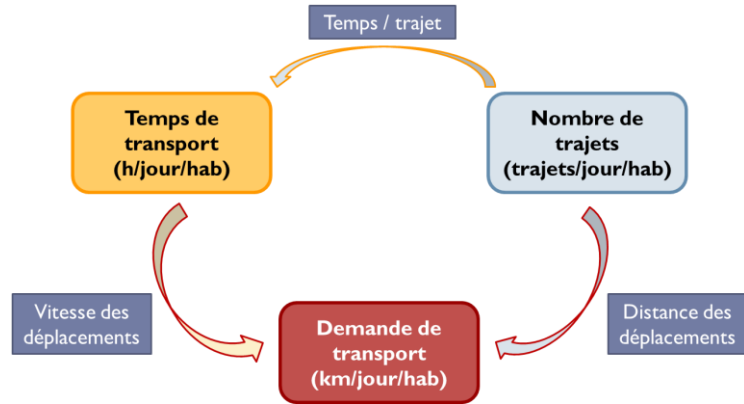 Temps / trajet
Temps de
transport
(h/jour/hab)
Nombre de
trajets
(trajets/jour/hab)
Vitesse des
déplacements
Demande de
transport
(km/jour/hab)
Distance des
déplacements